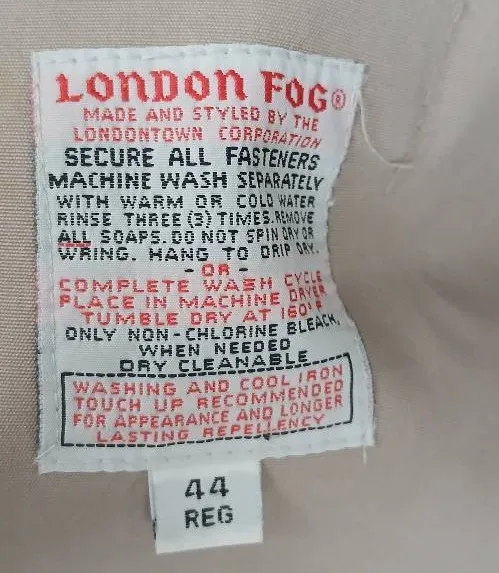 LONDON FOG®
MADE AND STYLED BY THE
LONDONTOWN CORPORATION
SECURE ALL FASTENERS
MACHINE WASH SEPARATELY
WITH WARM OR COLD WATER
RINSE THREE (3) TIMES. REMOVE
ALL SOAPS. DO NOT SPIN DRY OR
WRING. HANG TO DRIP DRY.
- OR -
COMPLETE WASH CYCLE
PLACE IN MACHINE DRYER
TUMBLE DRY AT 160°F
ONLY NON-CHLORINE BLEACH,
WHEN NEEDED
DRY CLEANABLE
WASHING AND COOL IRON
TOUCH UP RECOMMENDED
FOR APPEARANCE AND LONGER
LASTING REPELLENCY
44
REG